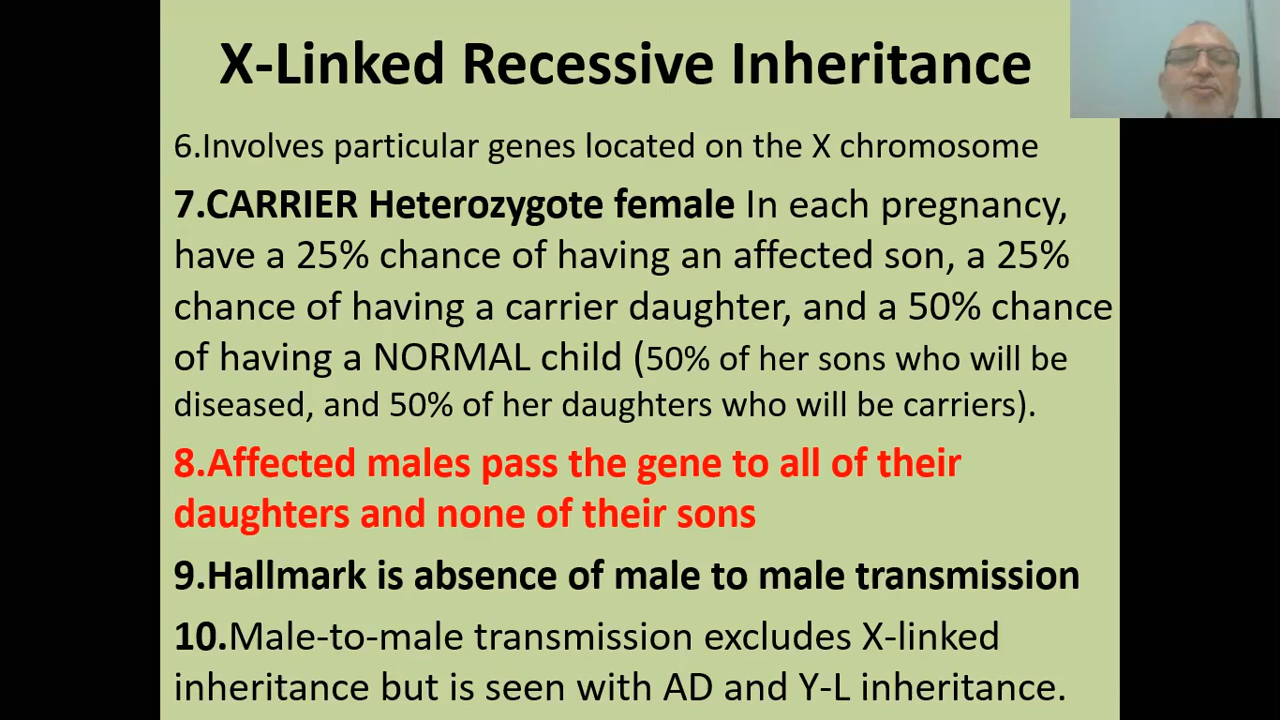 X-Linked Recessive Inheritance
6.Involves particular genes located on the X chromosome
7.CARRIER Heterozygote female In each pregnancy,
have a 25% chance of having an affected son, a 25%
chance of having a carrier daughter, and a 50% chance
of having a NORMAL child (50% of her sons who will be
diseased, and 50% of her daughters who will be carriers).
8.Affected males pass the gene to all of their
daughters and none of their sons
9.Hallmark is absence of male to male transmission
10.Male-to-male transmission excludes X-linked
inheritance but is seen with AD and Y-L inheritance.